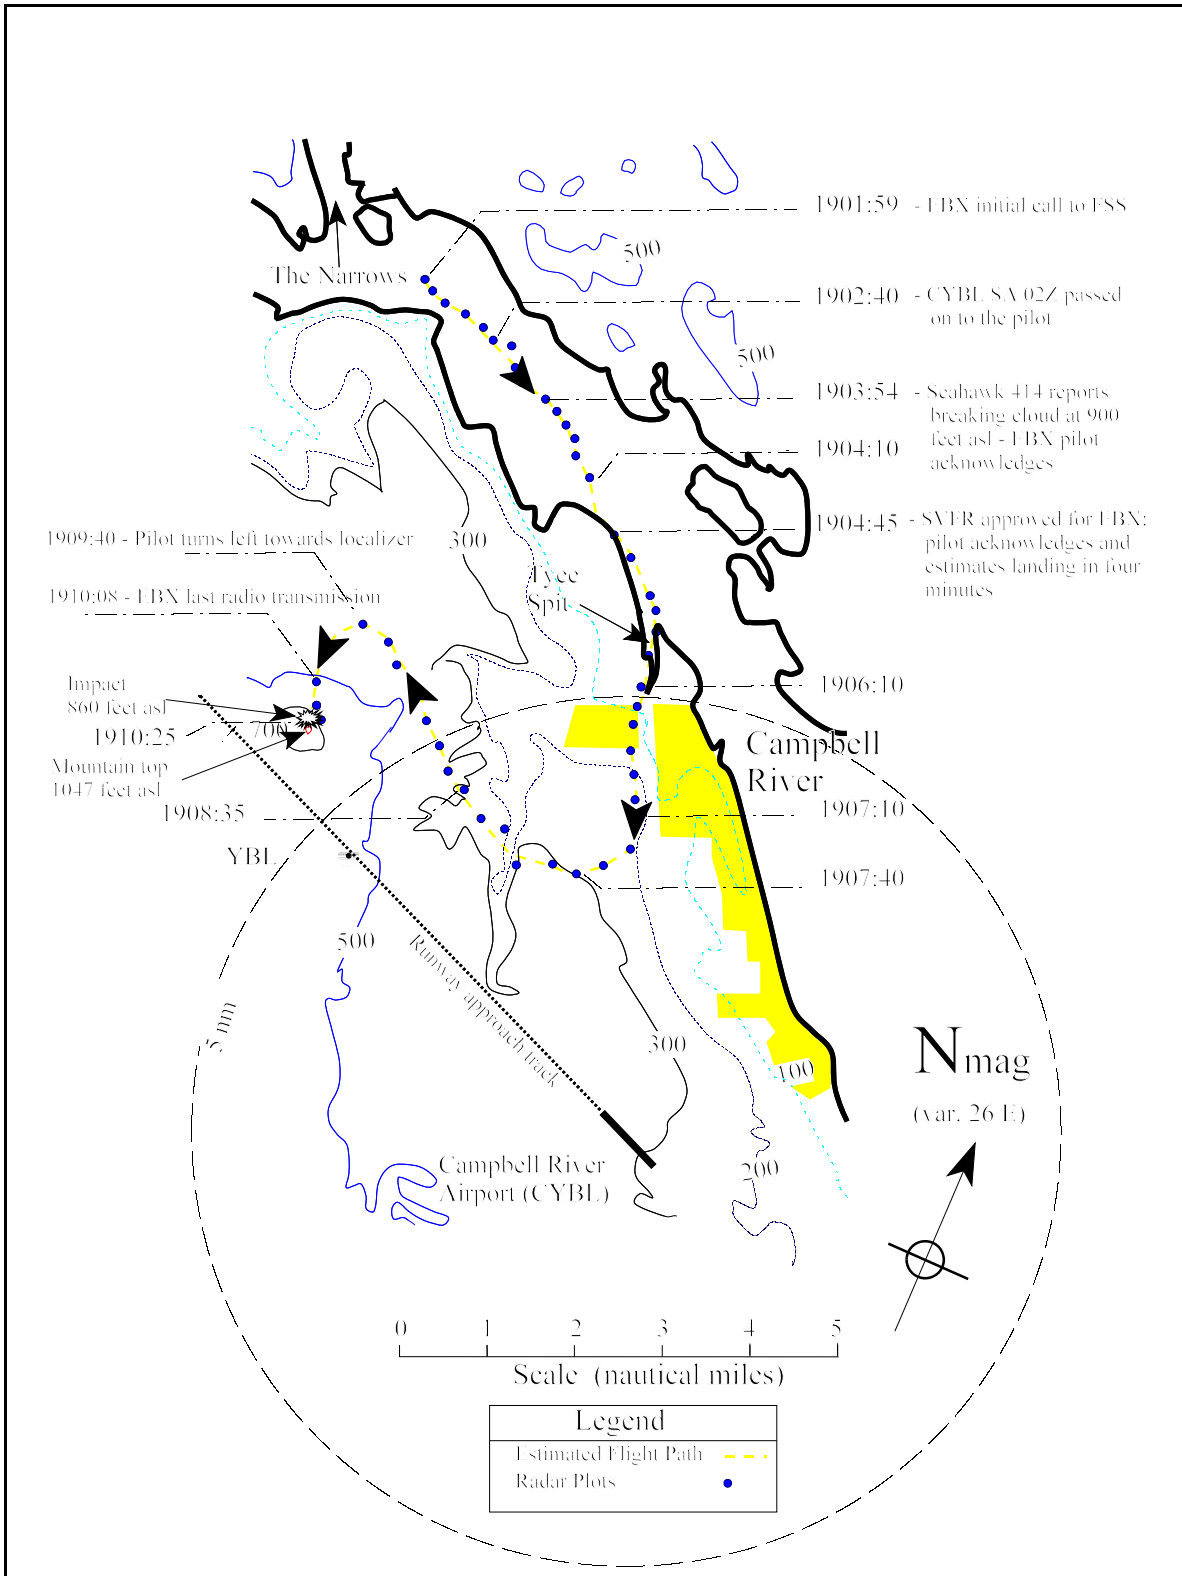 1901:59 - EBX initial call to FSS
500
The Narrows
1902:40 - CYBL SA 02Z passed
on to the pilot
500
1903:54 - Seahawk 414 reports
breaking cloud at 900
feet asl - EBX pilot
acknowledges
1904:10
1904:45 - SVFR approved for EBX:
pilot acknowledges and
estimates landing in four
minutes
1909:40 - Pilot turns left towards localizer
300
Tyee
Spit
1910:08 - EBX last radio transmission
Impact
860 feet asl
1906:10
700
1910:25
Campbell
River
Mountain top
1047 feet asl
1908:35
1907:10
YBL
1907:40
500
Runway approach track
5 nm
300
100
Nmag
(var. 26 E)
Campbell River
Airport (CYBL)
200
0 1 2 3 4 5
Scale (nautical miles)
Legend
Estimated Flight Path
Radar Plots